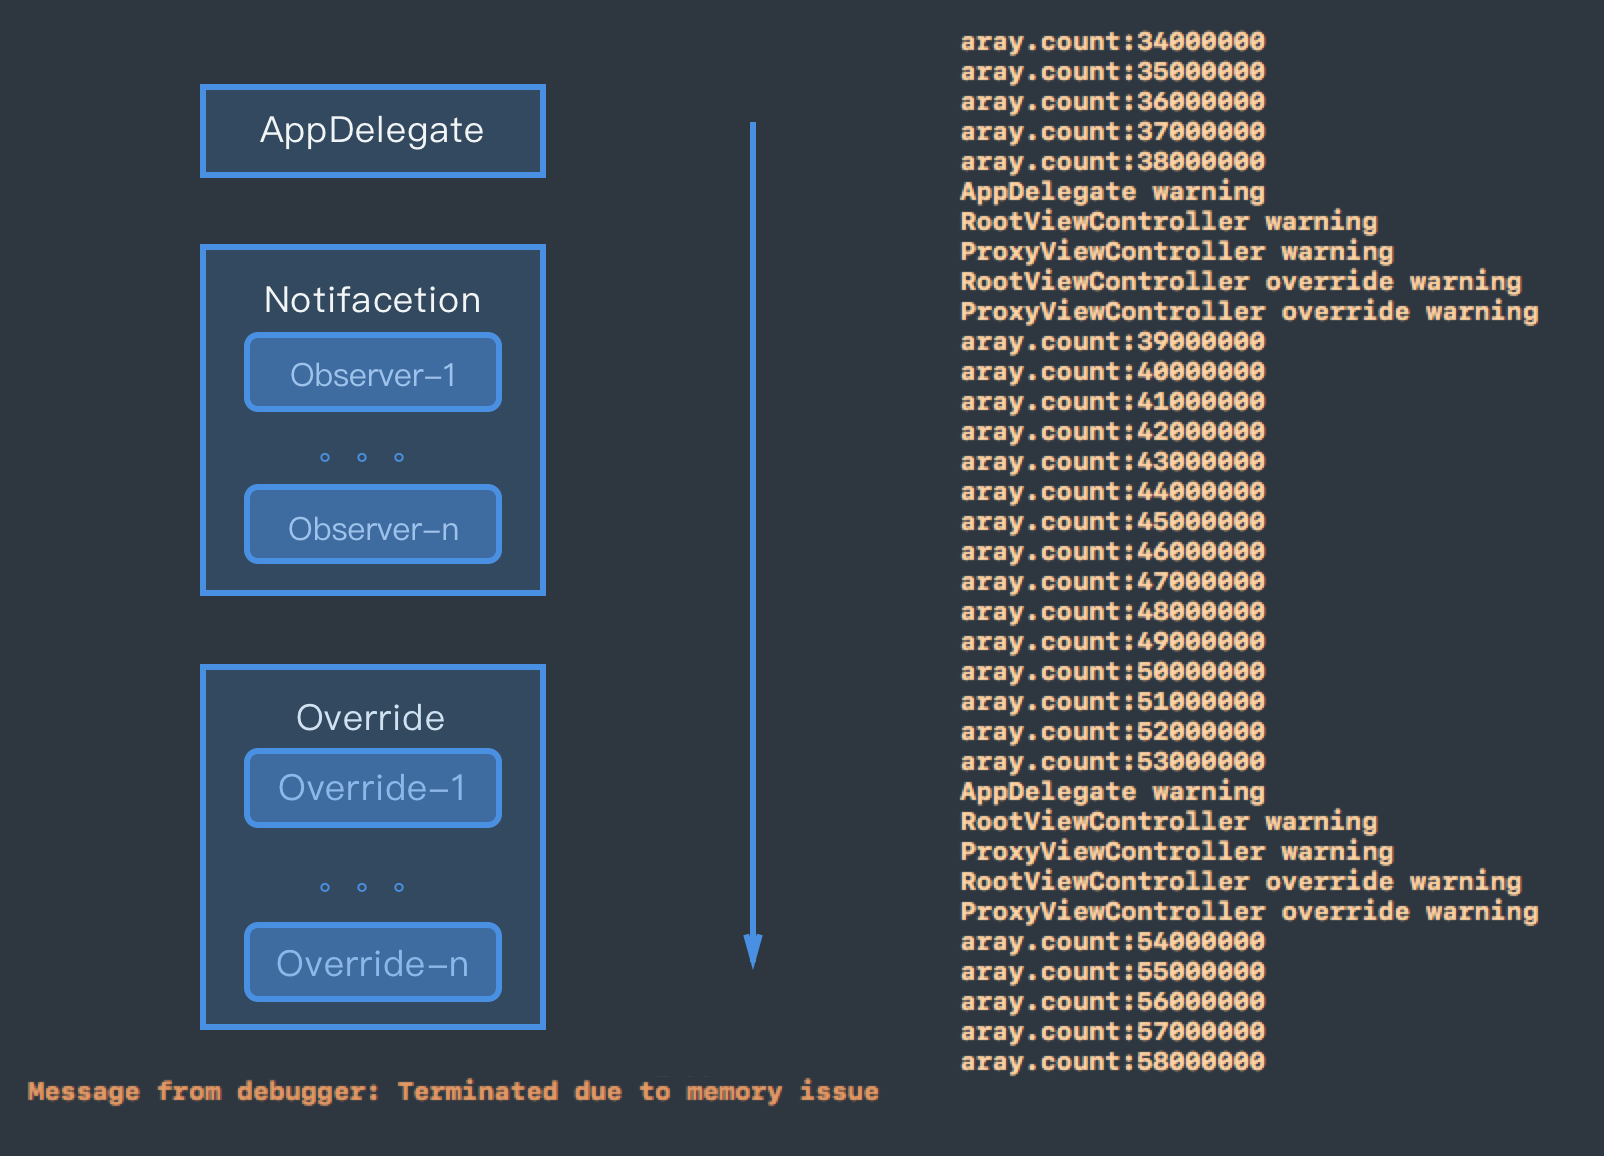 AppDelegate
Notifacetion
Observer-1
Observer-n
Override
Override-1
Override-n
aray.count:34000000
aray.count:35000000
aray.count:36000000
aray.count:37000000
aray.count:38000000
AppDelegate warning
RootViewController warning
ProxyViewController warning
RootViewController override warning
ProxyViewController override warning
aray.count:39000000
aray.count:40000000
aray.count:41000000
aray.count:42000000
aray.count:43000000
aray.count:44000000
aray.count:45000000
aray.count:46000000
aray.count:47000000
aray.count:48000000
aray.count:49000000
aray.count:50000000
aray.count:51000000
aray.count:52000000
aray.count:53000000
AppDelegate warning
RootViewController warning
ProxyViewController warning
RootViewController override warning
ProxyViewController override warning
aray.count:54000000
aray.count:55000000
aray.count:56000000
aray.count:57000000
aray.count:58000000
Message from debugger: Terminated due to memory issue